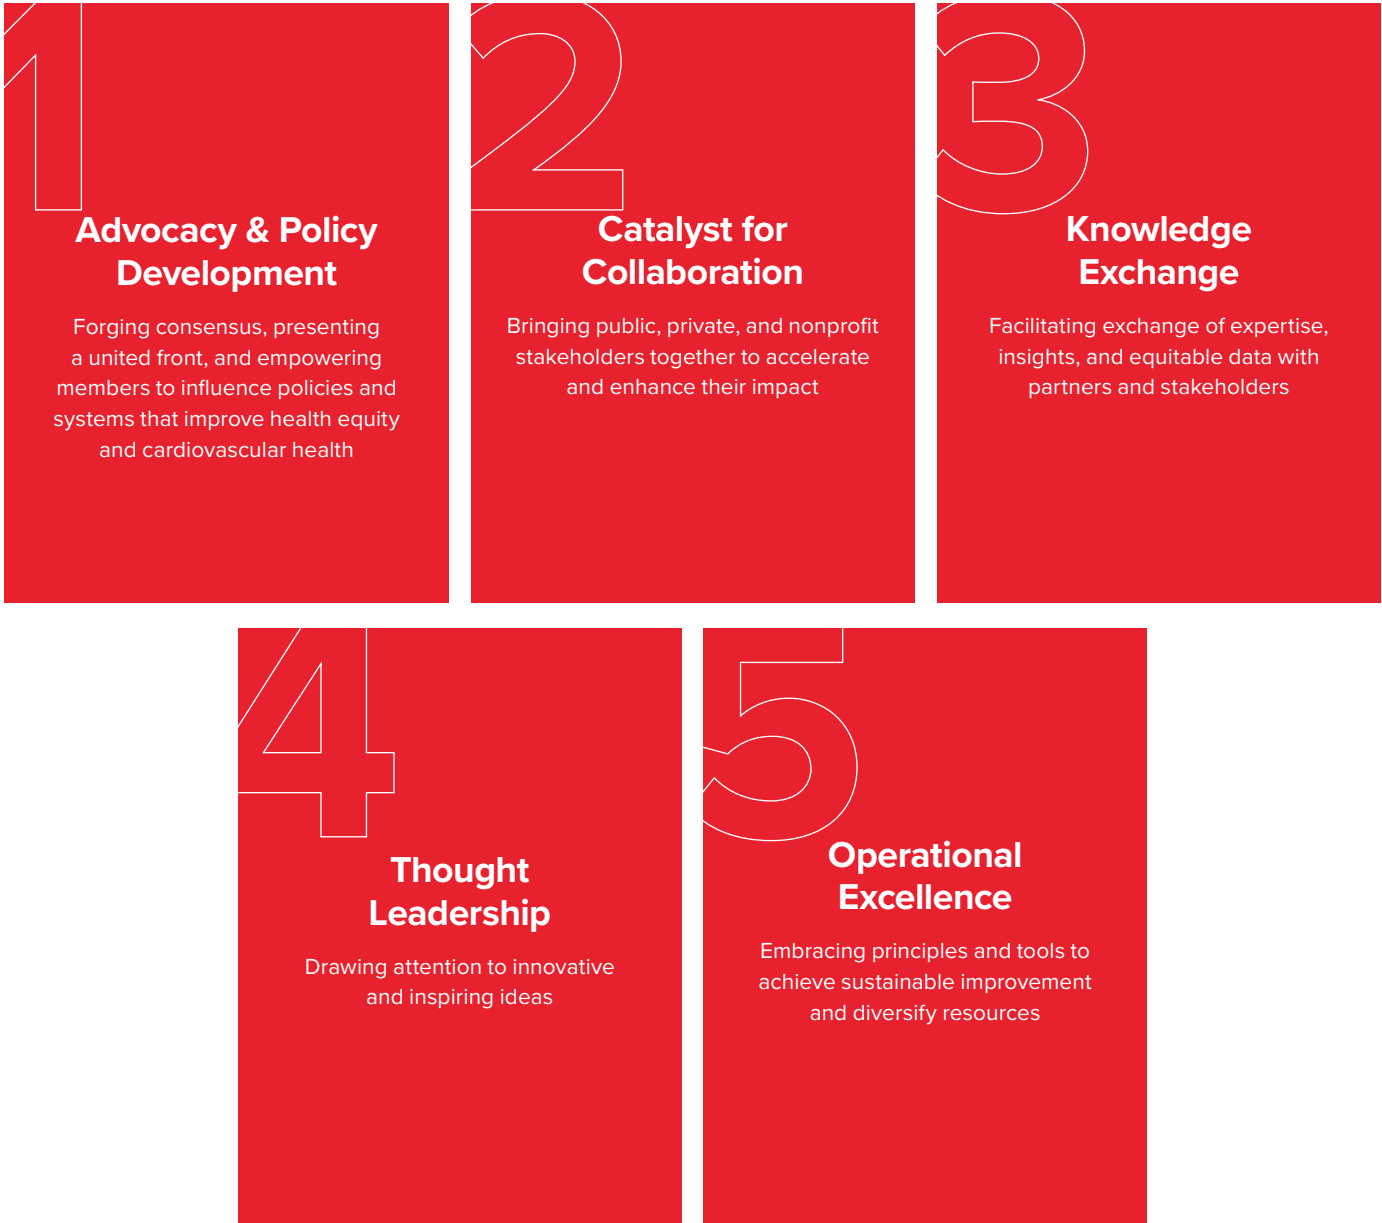 1
Advocacy & Policy
Development
Forging consensus, presenting
a united front, and empowering
members to influence policies and
systems that improve health equity
and cardiovascular health
2
Catalyst for
Collaboration
Bringing public, private, and nonprofit
stakeholders together to accelerate
and enhance their impact
3
Knowledge
Exchange
Facilitating exchange of expertise,
insights, and equitable data with
partners and stakeholders
4
Thought
Leadership
Drawing attention to innovative
and inspiring ideas
5
Operational
Excellence
Embracing principles and tools to
achieve sustainable improvement
and diversify resources